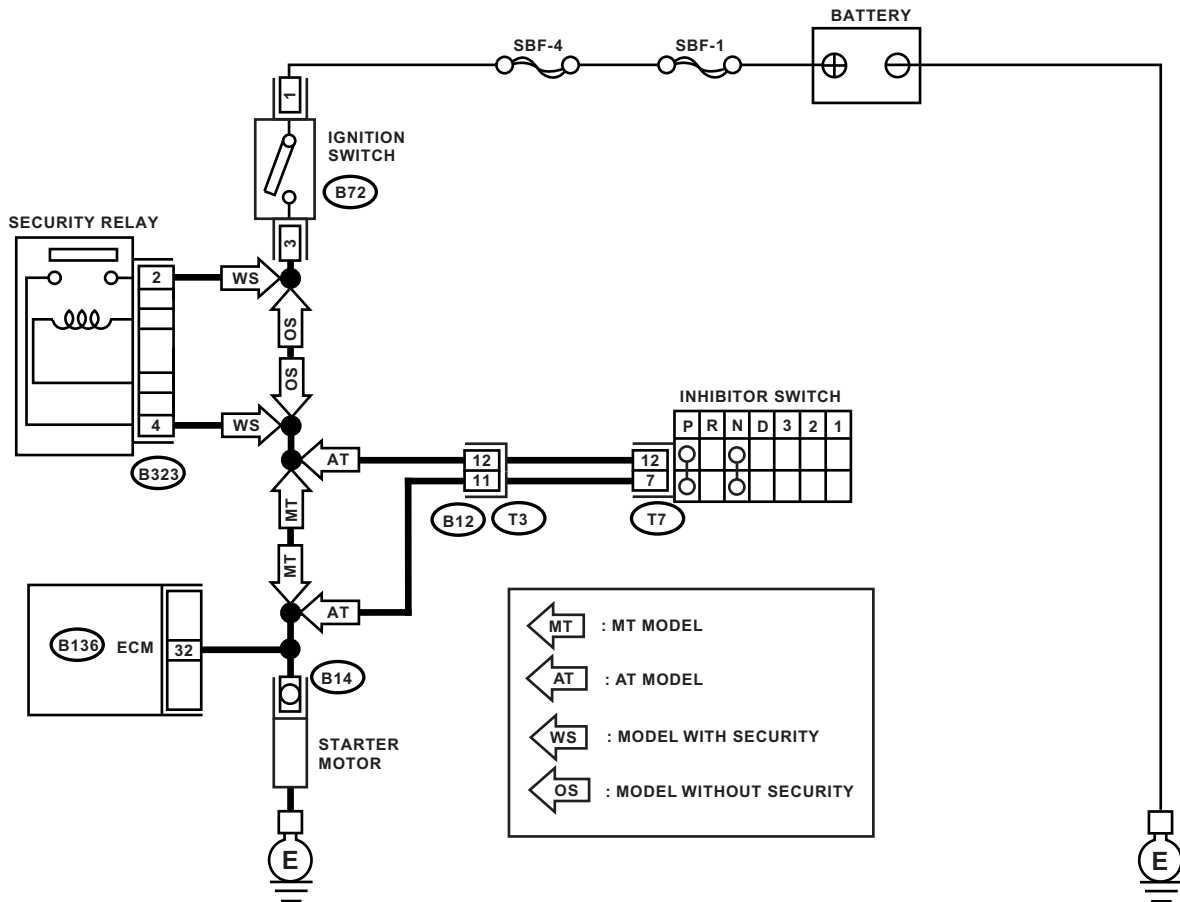 BATTERY
SBF-4
SBF-1
1
IGNITION
SWITCH
B72
3
SECURITY RELAY
2
WS
OS
OS
4
WS
B323
INHIBITOR SWITCH
P R N D 3 2 1
AT
12
12
11
7
B12
T3
T7
MT
MT
AT
B136
ECM
32
B14
STARTER
MOTOR
E
MT : MT MODEL
AT : AT MODEL
WS : MODEL WITH SECURITY
OS : MODEL WITHOUT SECURITY
E